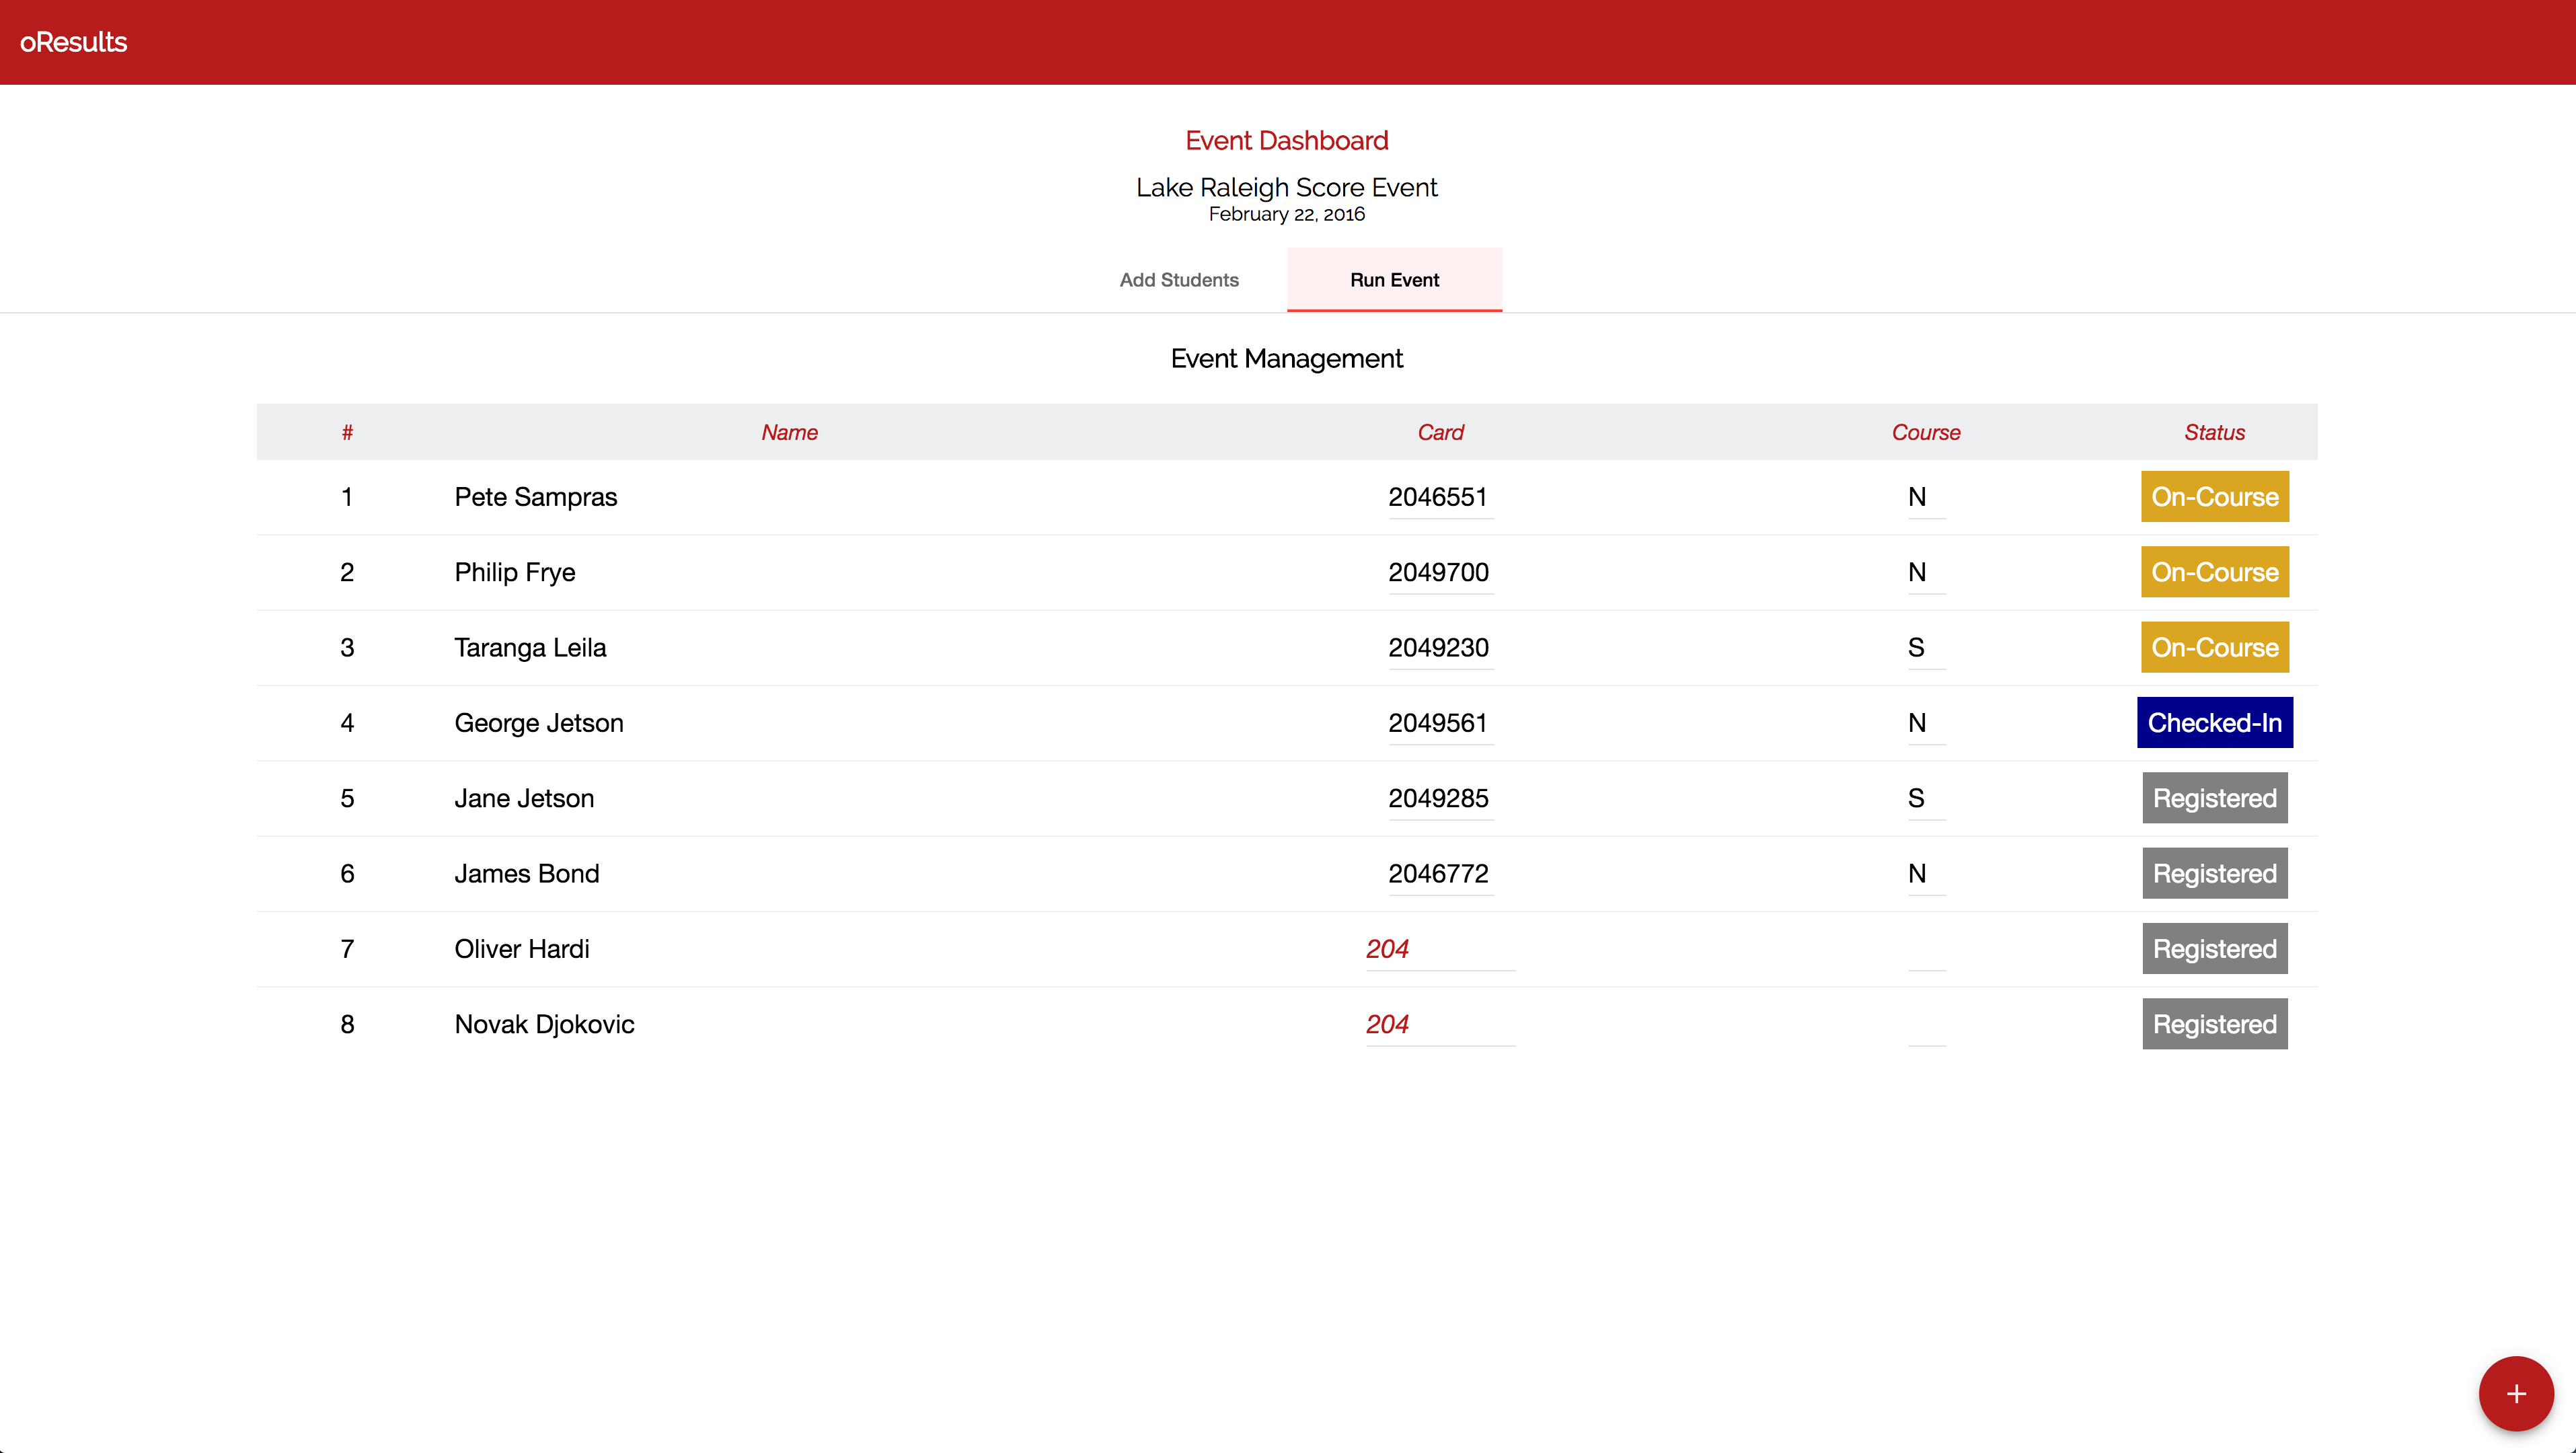 oResults
Event Dashboard
Lake Raleigh Score Event
February 22, 2016
Add Students Run Event
Event Management
# Name Card Course Status
1 Pete Sampras 2046551 N On-Course
2 Philip Frye 2049700 N On-Course
3 Taranga Leila 2049230 S On-Course
4 George Jetson 2049561 N Checked-In
5 Jane Jetson 2049285 S Registered
6 James Bond 2046772 N Registered
7 Oliver Hardi 204 Registered
8 Novak Djokovic 204 Registered
+